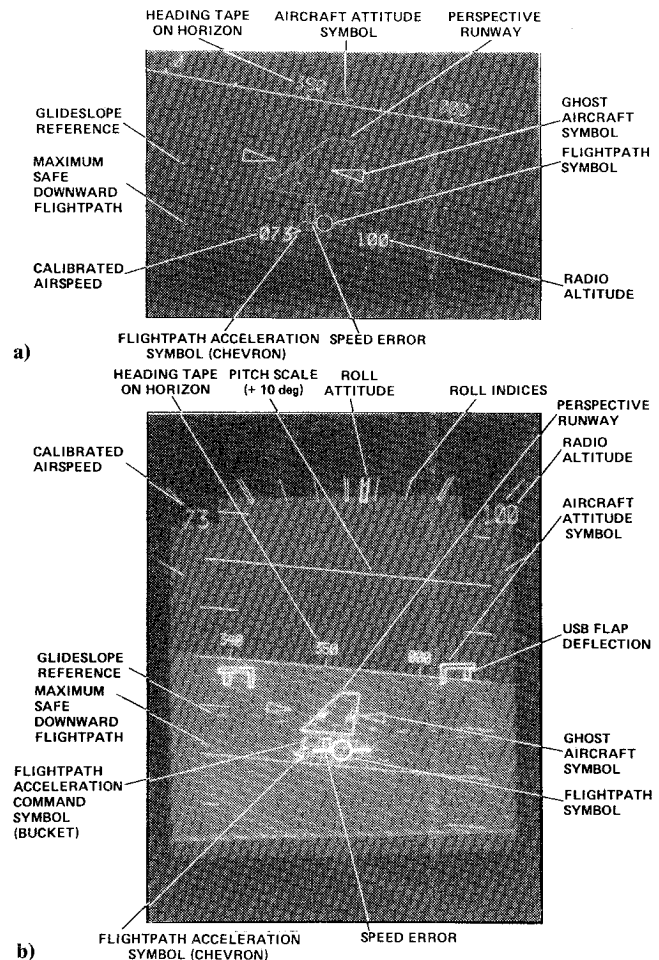 HEADING TAPE
ON HORIZON
AIRCRAFT ATTITUDE
SYMBOL
PERSPECTIVE
RUNWAY
GLIDESLOPE
REFERENCE
GHOST
AIRCRAFT
SYMBOL
FLIGHTPATH
SYMBOL
MAXIMUM
SAFE
DOWNWARD
FLIGHTPATH
350
073
100
CALIBRATED
AIRSPEED
RADIO
ALTITUDE
a)
FLIGHTPATH ACCELERATION
SYMBOL (CHEVRON)
SPEED ERROR
HEADING TAPE
ON HORIZON
PITCH SCALE
(+ 10 deg)
ROLL
ATTITUDE
ROLL INDICES
PERSPECTIVE
RUNWAY
RADIO
ALTITUDE
CALIBRATED
AIRSPEED
73
100
AIRCRAFT
ATTITUDE
SYMBOL
USB FLAP
DEFLECTION
340
350
000
GLIDESLOPE
REFERENCE
MAXIMUM
SAFE
DOWNWARD
FLIGHTPATH
GHOST
AIRCRAFT
SYMBOL
FLIGHTPATH
ACCELERATION
COMMAND
SYMBOL
(BUCKET)
FLIGHTPATH
SYMBOL
b)
FLIGHTPATH ACCELERATION
SYMBOL (CHEVRON)
SPEED ERROR